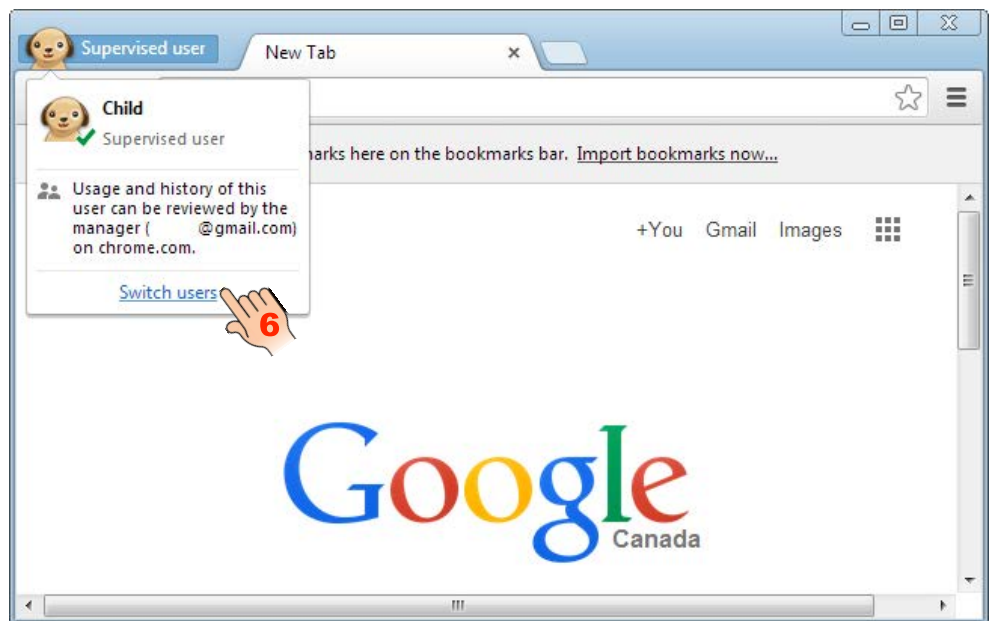 Supervised user
New Tab
Child
Supervised user
arks here on the bookmarks bar. Import bookmarks now...
Usage and history of this
user can be reviewed by the
manager ( @gmail.com)
on chrome.com.
+You Gmail Images
Switch users
6
Google
Canada